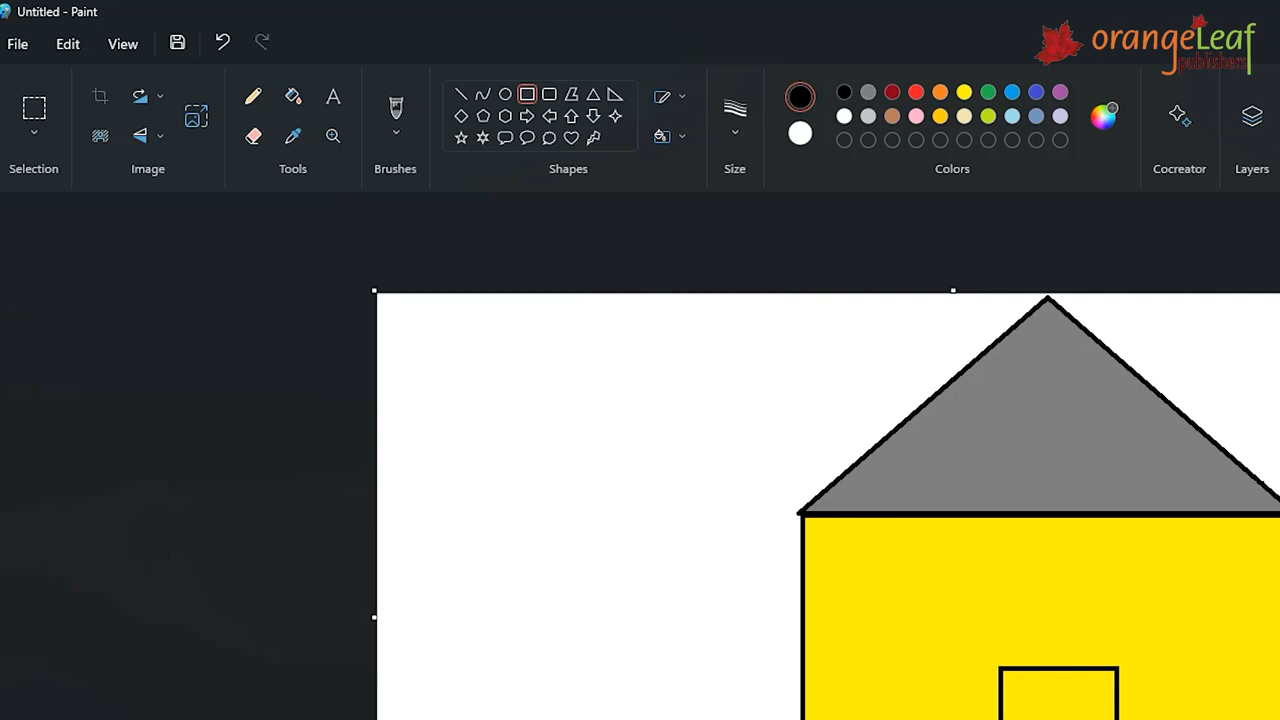 Untitled - Paint
File Edit View
orangeLeaf
publishers
Selection Image Tools Brushes Shapes Size Colors Cocreator Layers